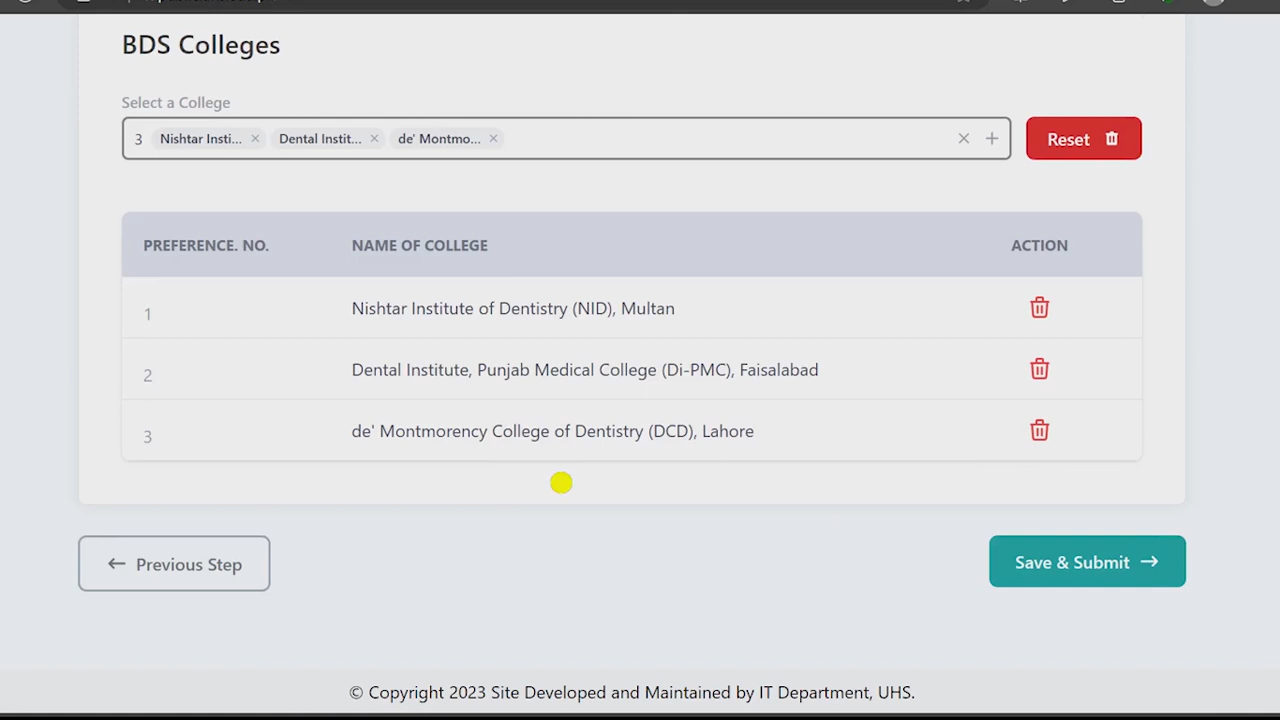 BDS Colleges
Select a College
3 Nishtar Insti... × Dental Instit... × de' Montmo... × × +
Reset
PREFERENCE. NO. NAME OF COLLEGE ACTION
1 Nishtar Institute of Dentistry (NID), Multan
2 Dental Institute, Punjab Medical College (Di-PMC), Faisalabad
3 de' Montmorency College of Dentistry (DCD), Lahore
← Previous Step
Save & Submit →
© Copyright 2023 Site Developed and Maintained by IT Department, UHS.